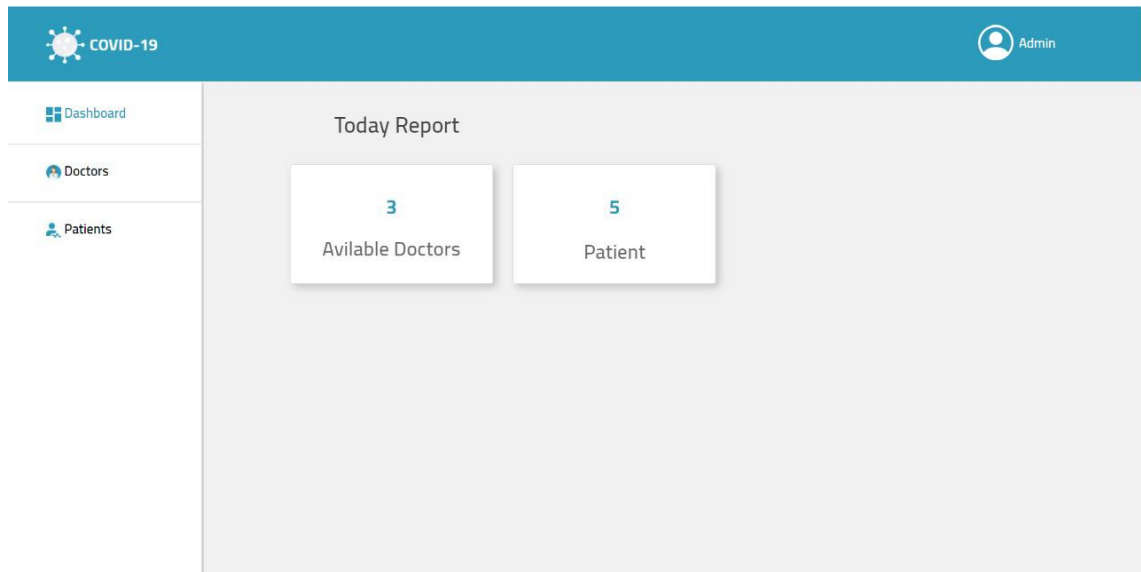 COVID-19
Admin
Dashboard
Doctors
Patients
Today Report
3
Avilable Doctors
5
Patient